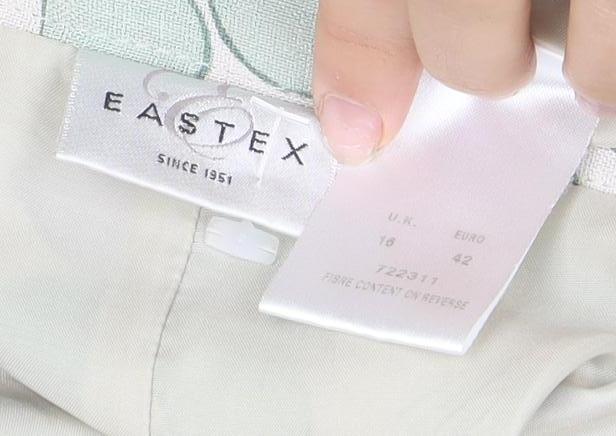 EASTEX
SINCE 1951
U.K. EURO
16 42
722311
FIBRE CONTENT ON REVERSE